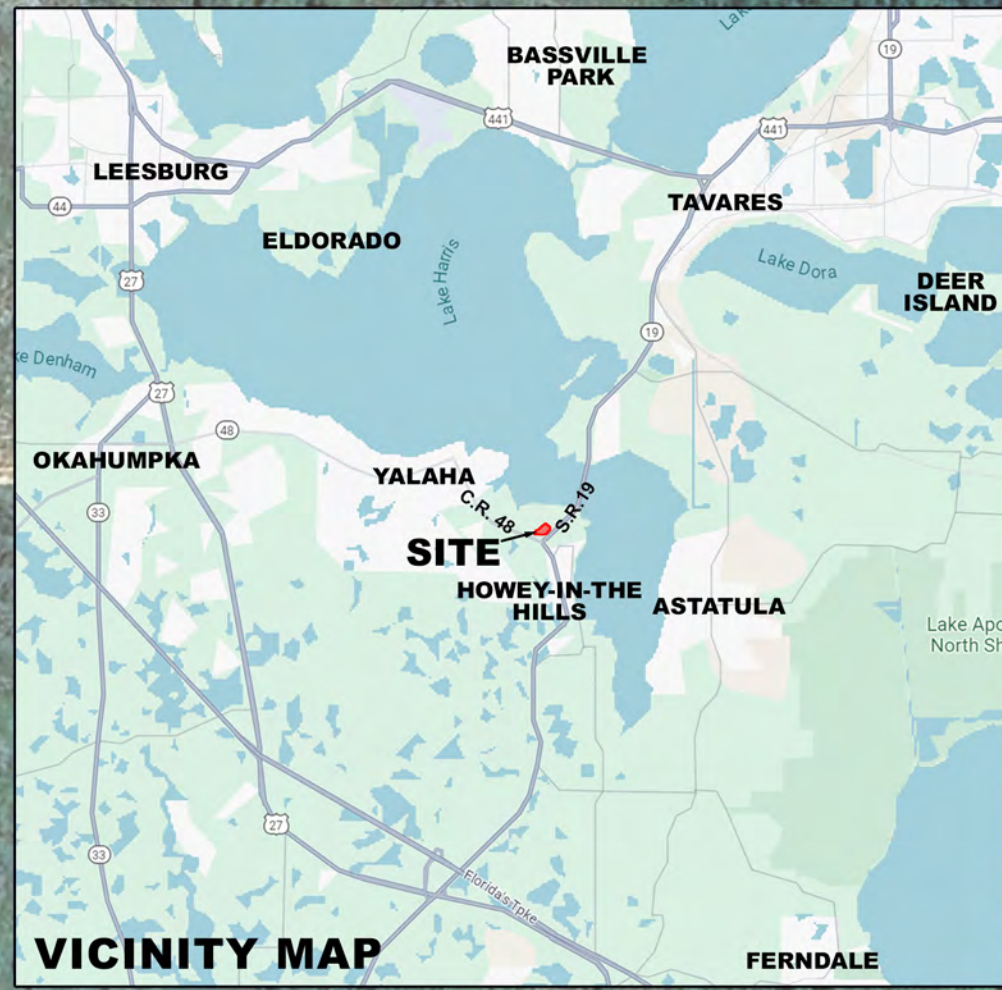 Lake
19
BASSVILLE
PARK
441
441
LEESBURG
44
TAVARES
ELDORADO
Lake Harris
Lake Dora
DEER
ISLAND
27
19
ke Denham
27
48
OKAHUMPKA
YALAHA
C.R. 48
S.R.19
33
SITE
HOWEY-IN-THE
HILLS
ASTATULA
Lake Apo
North Sh
27
33
Florida's Tpke
VICINITY MAP
FERNDALE